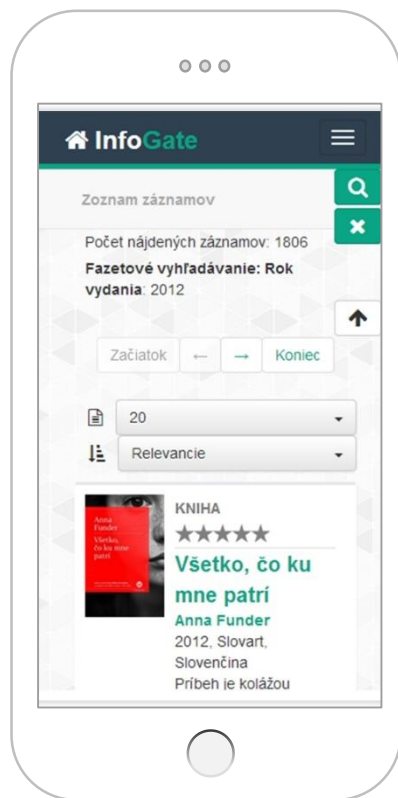 InfoGate
Zoznam záznamov
Počet nájdených záznamov: 1806
Fazetové vyhľadávanie: Rok
vydania: 2012
Začiatok ← → Koniec
20
Relevancie
Anna
Funder
Všetko,
čo ku mne
patrí
KNIHA
Všetko, čo ku
mne patrí
Anna Funder
2012, Slovart,
Slovenčina
Príbeh je kolážou